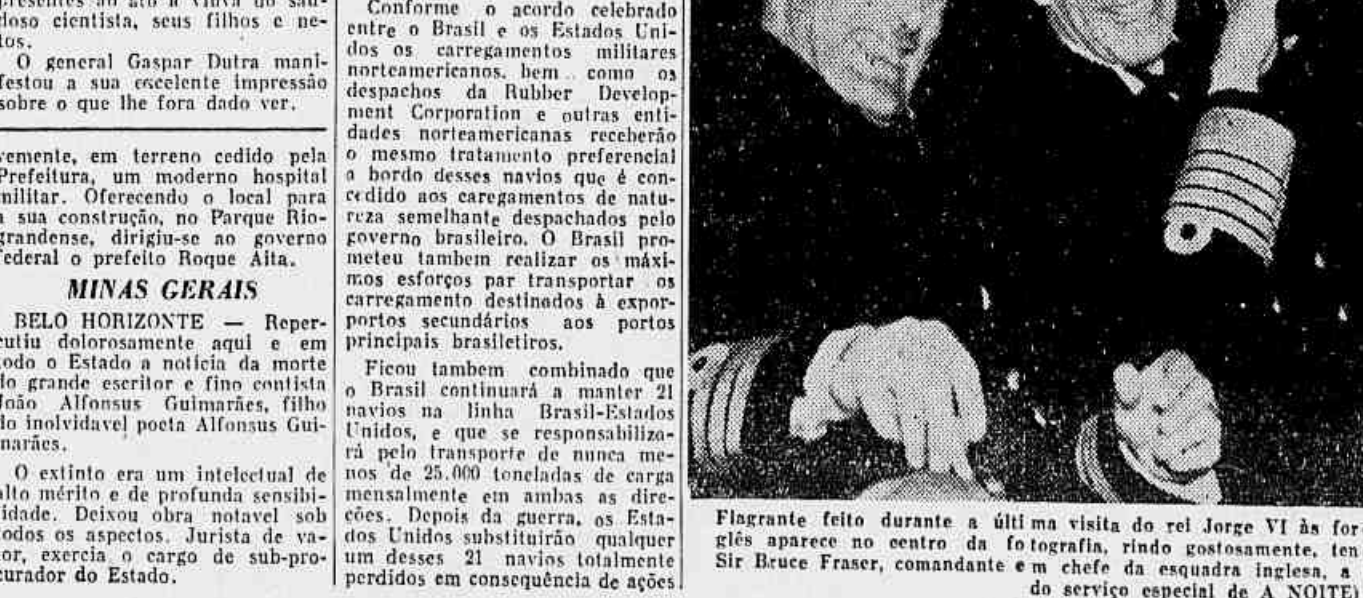 doso cientista, seus filhos e ne-
tos.
O general Gaspar Dutra mani-
festou a sua excelente impressão
sobre o que lhe fora dado ver.
vemente, em terreno cedido pela
Prefeitura, um moderno hospital
militar. Oferecendo o local para
a sua construção, no Parque Rio-
grandense, dirigiu-se ao governo
federal o prefeito Roque Aita.
MINAS GERAIS
BELO HORIZONTE — Reper-
cutiu dolorosamente aqui e em
todo o Estado a noticia da morte
do grande escritor e fino contista
João Alfonsus Guimarães, filho
do inolvidavel poeta Alfonsus Gui-
marães.
O extinto era um intelectual de
alto mérito e de profunda sensibi-
lidade. Deixou obra notavel sob
todos os aspectos. Jurista de va-
lor, exercia o cargo de sub-pro-
curador do Estado.
Conforme o acordo celebrado
entre o Brasil e os Estados Uni-
dos os carregamentos militares
norteamericanos, bem como os
despachos da Rubber Develop-
ment Corporation e outras enti-
dades norteamericanas receberão
o mesmo tratamento preferencial
a bordo desses navios que é con-
cedido aos caregamentos de natu-
reza semelhante despachados pelo
governo brasileiro. O Brasil pro-
meteu tambem realizar os máxi-
mos esforços par transportar os
carregamento destinados à expor-
portos secundários aos portos
principais brasiletiros.
Ficou tambem combinado que
o Brasil continuará a manter 21
navios na linha Brasil-Estados
Unidos, e que se responsabiliza-
rá pelo transporte de nunca me-
nos de 25.000 toneladas de carga
mensalmente em ambas as dire-
ções. Depois da guerra, os Esta-
dos Unidos substituirão qualquer
um desses 21 navios totalmente
perdidos em consequência de ações
Flagrante feito durante a última visita do rei Jorge VI às for
glês aparece no centro da fotografia, rindo gostosamente, ten
Sir Bruce Fraser, comandante em chefe da esquadra inglesa, a
do serviço especial de A NOITE)